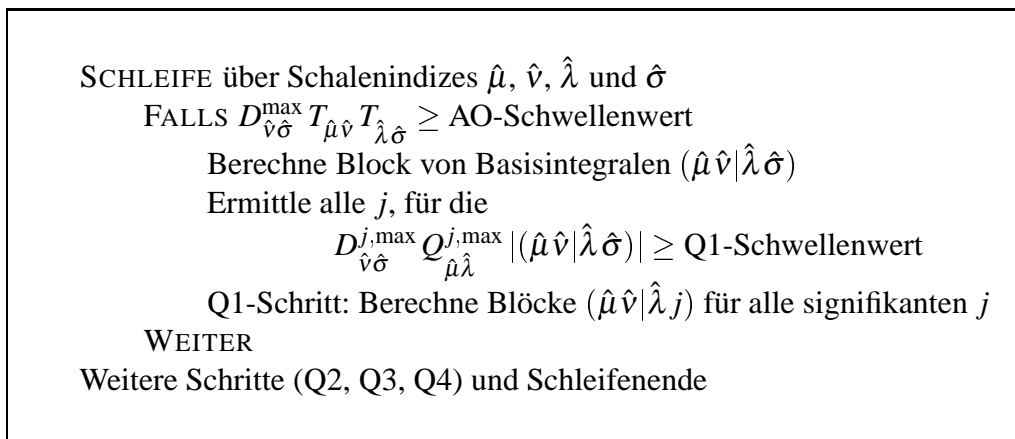 SCHLEIFE über Schalenindizes μ̂, ν̂, λ̂ und σ̂
FALLS D^{max}_{ν̂σ̂} T_{μ̂ν̂} T_{λ̂σ̂} ≥ AO-Schwellenwert
Berechne Block von Basisintegralen (μ̂ν̂|λ̂σ̂)
Ermittle alle j, für die
D^{j,max}_{ν̂σ̂} Q^{j,max}_{μ̂λ̂} |(μ̂ν̂|λ̂σ̂)| ≥ Q1-Schwellenwert
Q1-Schritt: Berechne Blöcke (μ̂ν̂|λ̂j) für alle signifikanten j
WEITER
Weitere Schritte (Q2, Q3, Q4) und Schleifenende